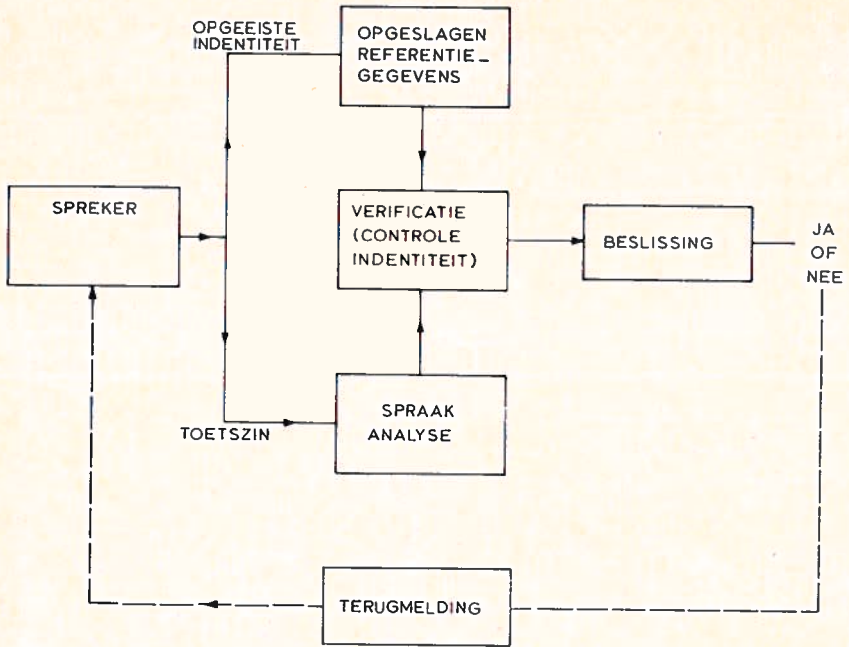 OPGEEISTE
INDENTITEIT
OPGESLAGEN
REFERENTIE_
GEGEVENS
SPREKER
VERIFICATIE
(CONTROLE
INDENTITEIT)
BESLISSING
JA
OF
NEE
SPRAAK
ANALYSE
TOETSZIN
TERUGMELDING